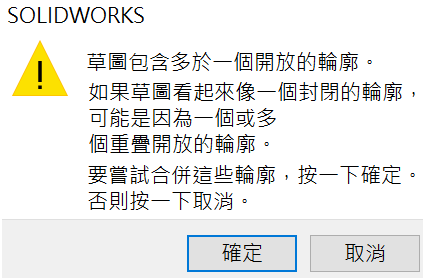 SOLIDWORKS
草圖包含多於一個開放的輪廓。
如果草圖看起來像一個封閉的輪廓，
可能是因為一個或多
個重疊開放的輪廓。
要嘗試合併這些輪廓，按一下確定。
否則按一下取消。
確定
取消